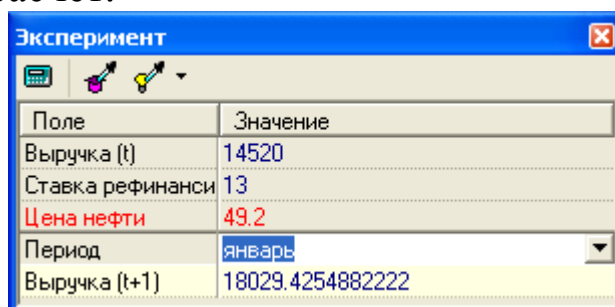 Эксперимент
Поле Значение
Выручка (t) 14520
Ставка рефинанси 13
Цена нефти 49.2
Период январь
Выручка (t+1) 18029.4254882222